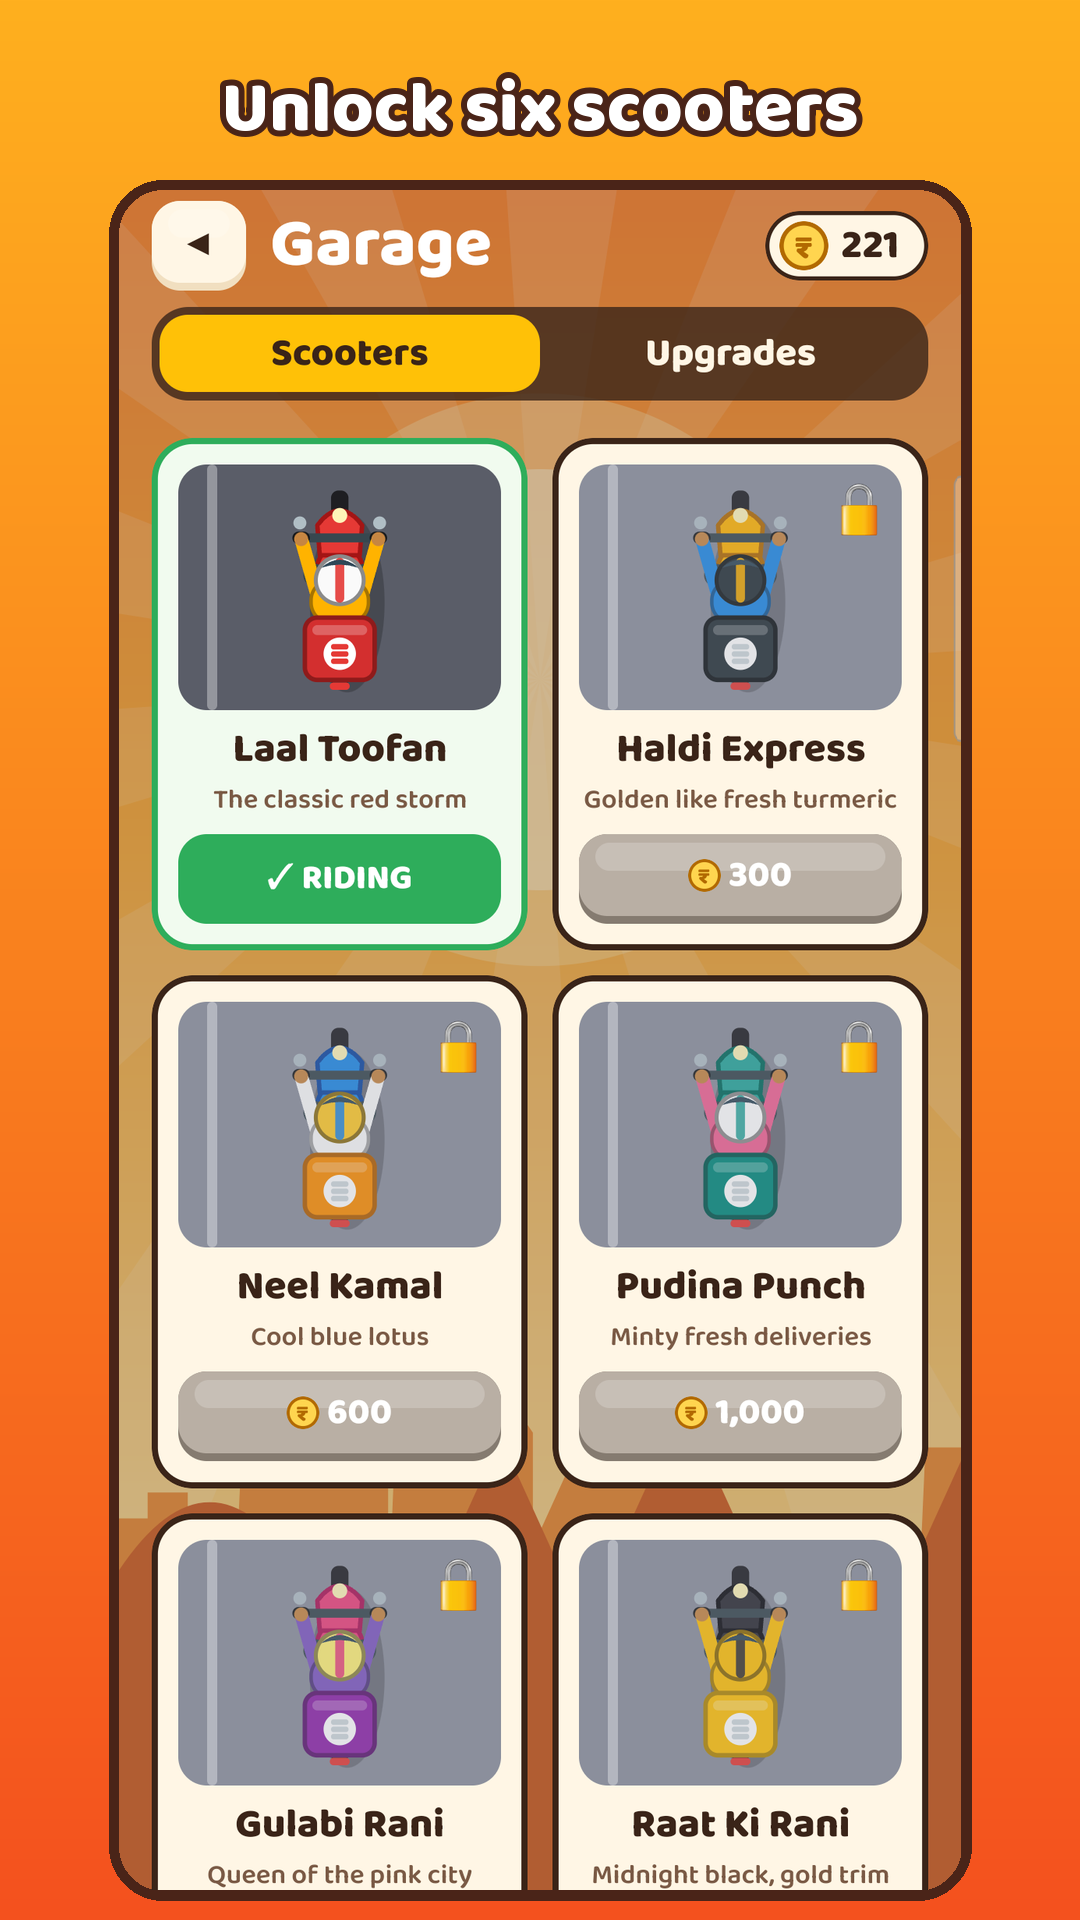 Unlock six scooters
◀ Garage ₹ 221
Scooters Upgrades
Laal Toofan
The classic red storm
✓ RIDING
Haldi Express
Golden like fresh turmeric
₹ 300
Neel Kamal
Cool blue lotus
₹ 600
Pudina Punch
Minty fresh deliveries
₹ 1,000
Gulabi Rani
Queen of the pink city
Raat Ki Rani
Midnight black, gold trim